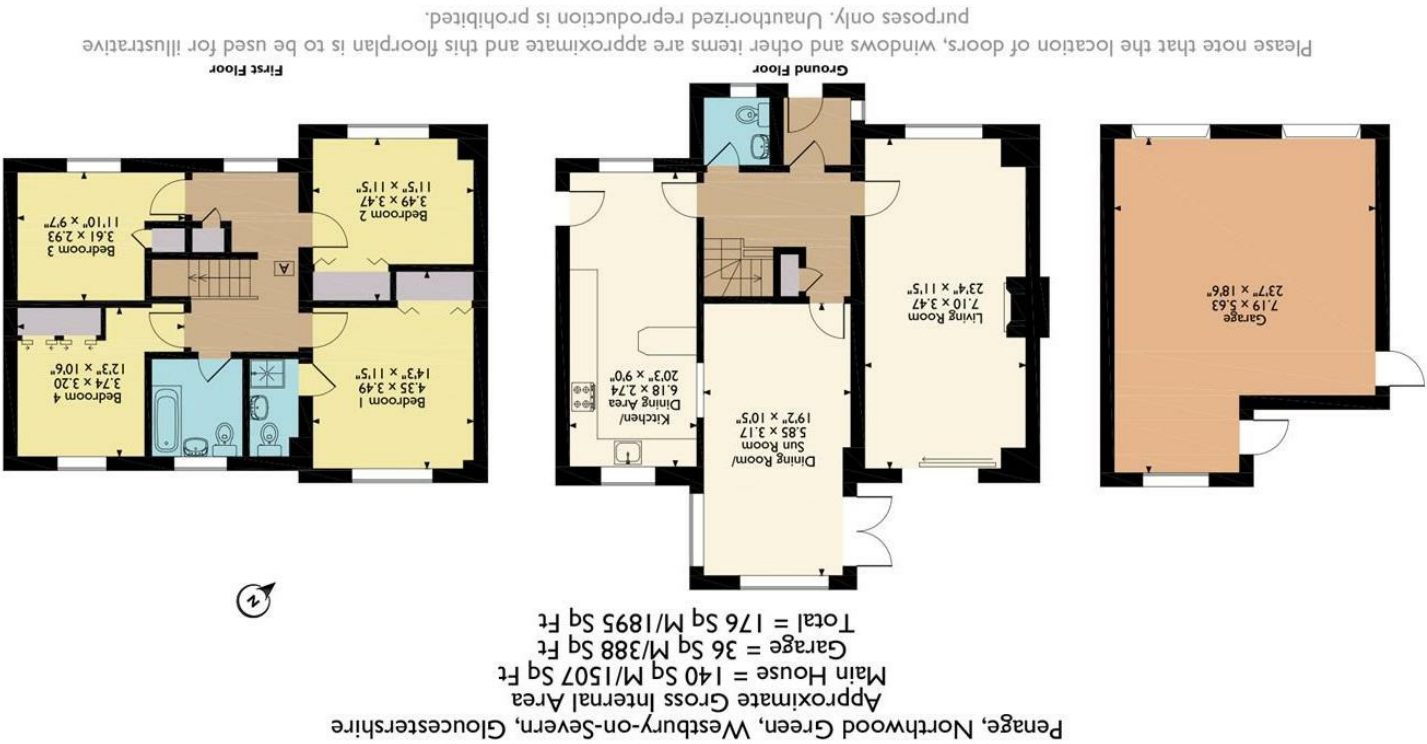 Penage, Northwood Green, Westbury-on-Severn, Gloucestershire
Approximate Gross Internal Area
Main House = 140 Sq M/1507 Sq Ft
Garage = 36 Sq M/388 Sq Ft
Total = 176 Sq M/1895 Sq Ft
N
Garage
7.19 x 5.63
23'7" x 18'6"
Living Room
7.10 x 3.47
23'4" x 11'5"
Dining Room/
Sun Room
5.85 x 3.17
19'2" x 10'5"
Kitchen/
Dining Area
6.18 x 2.74
20'3" x 9'0"
Bedroom 1
4.35 x 3.49
14'3" x 11'5"
Bedroom 4
3.74 x 3.20
12'3" x 10'6"
A
Bedroom 2
3.49 x 3.47
11'5" x 11'5"
Bedroom 3
3.61 x 2.93
11'10" x 9'7"
Ground Floor
First Floor
Please note that the location of doors, windows and other items are approximate and this floorplan is to be used for illustrative
purposes only. Unauthorized reproduction is prohibited.